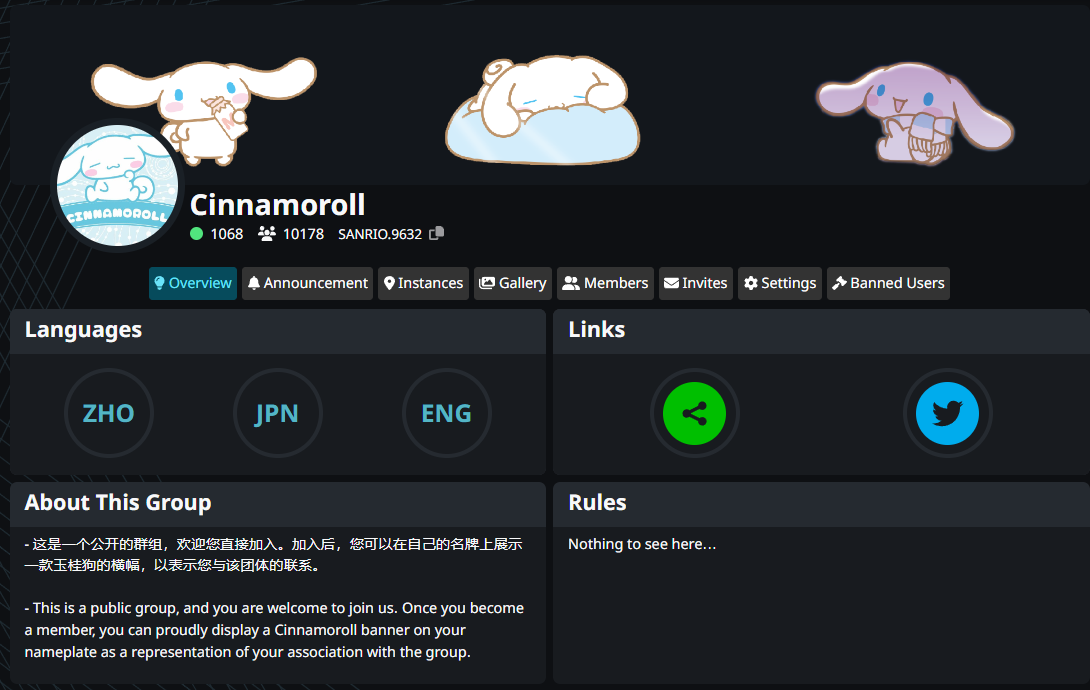 CINNAMOROLL
Cinnamoroll
1068 10178 SANRIO.9632
Overview Announcement Instances Gallery Members Invites Settings Banned Users
Languages
ZHO JPN ENG
Links
About This Group
- 这是一个公开的群组，欢迎您直接加入。加入后，您可以在自己的名牌上展示
一款玉桂狗的横幅，以表示您与该团体的联系。
- This is a public group, and you are welcome to join us. Once you become
a member, you can proudly display a Cinnamoroll banner on your
nameplate as a representation of your association with the group.
Rules
Nothing to see here...